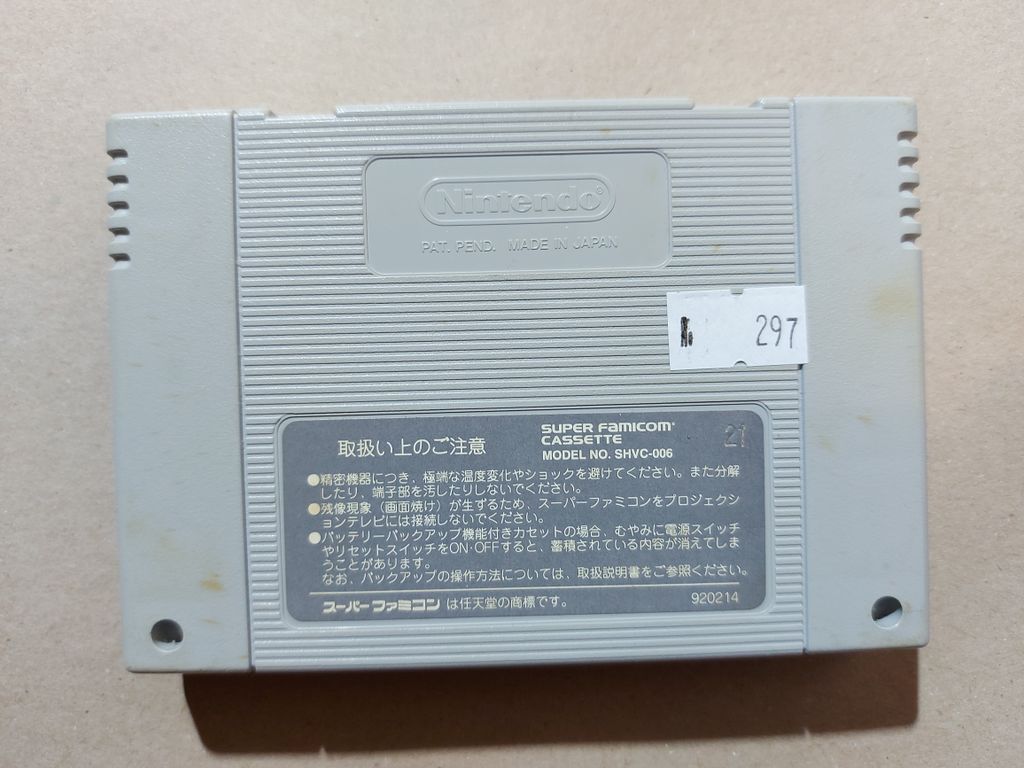 Nintendo®
PAT. PEND. MADE IN JAPAN
297
取扱い上のご注意
SUPER FAMICOM®
CASSETTE
MODEL NO. SHVC-006
27
●精密機器につき、極端な温度変化やショックを避けてください。また分解
したり、端子部を汚したりしないでください。
●残像現象（画面焼け）が生ずるため、スーパーファミコンをプロジェクシ
ョンテレビには接続しないでください。
●バッテリーバックアップ機能付きカセットの場合、むやみに電源スイッチ
やリセットスイッチをON·OFFすると、蓄積されている内容が消えてしま
うことがあります。
なお、バックアップの操作方法については、取扱説明書をご参照ください。
スーパーファミコン は任天堂の商標です。
920214